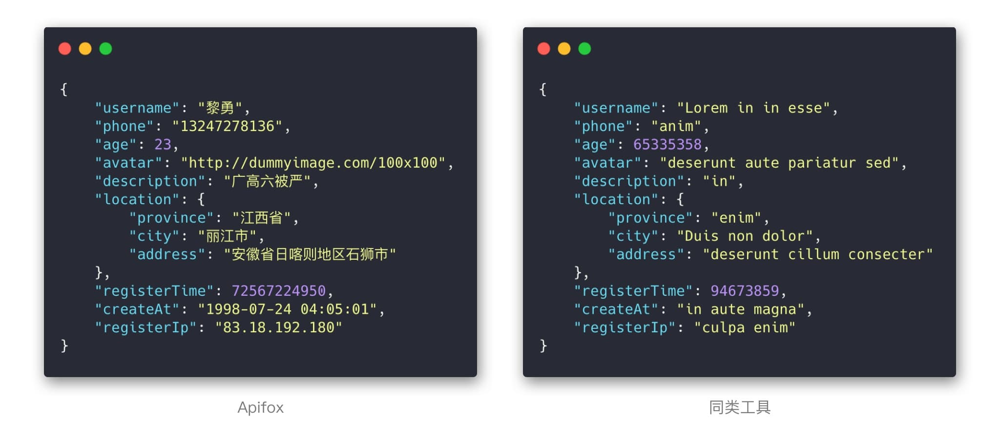 {
    "username": "黎勇",
    "phone": "13247278136",
    "age": 23,
    "avatar": "http://dummyimage.com/100x100",
    "description": "广高六被严",
    "location": {
        "province": "江西省",
        "city": "丽江市",
        "address": "安徽省日喀则地区石狮市"
    },
    "registerTime": 72567224950,
    "createAt": "1998-07-24 04:05:01",
    "registerIp": "83.18.192.180"
}
Apifox
{
    "username": "Lorem in in esse",
    "phone": "anim",
    "age": 65335358,
    "avatar": "deserunt aute pariatur sed",
    "description": "in",
    "location": {
        "province": "enim",
        "city": "Duis non dolor",
        "address": "deserunt cillum consecter"
    },
    "registerTime": 94673859,
    "createAt": "in aute magna",
    "registerIp": "culpa enim"
}
同类工具